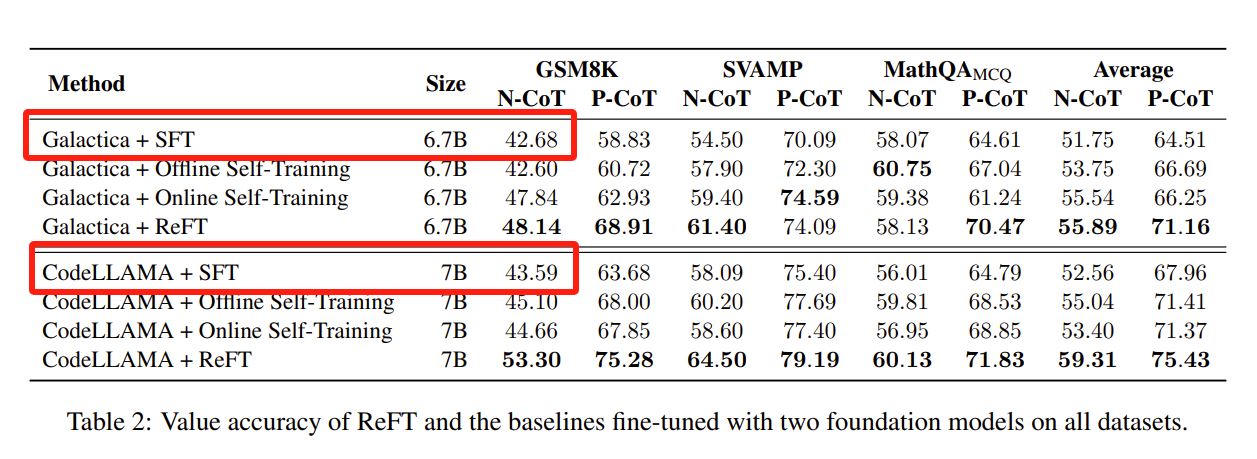 Method Size GSM8K SVAMP MathQA_MCQ Average
N-CoT P-CoT N-CoT P-CoT N-CoT P-CoT N-CoT P-CoT
Galactica + SFT 6.7B 42.68 58.83 54.50 70.09 58.07 64.61 51.75 64.51
Galactica + Offline Self-Training 6.7B 42.60 60.72 57.90 72.30 60.75 67.04 53.75 66.69
Galactica + Online Self-Training 6.7B 47.84 62.93 59.40 74.59 59.38 61.24 55.54 66.25
Galactica + ReFT 6.7B 48.14 68.91 61.40 74.09 58.13 70.47 55.89 71.16
CodeLLAMA + SFT 7B 43.59 63.68 58.09 75.40 56.01 64.79 52.56 67.96
CodeLLAMA + Offline Self-Training 7B 45.10 68.00 60.20 77.69 59.81 68.53 55.04 71.41
CodeLLAMA + Online Self-Training 7B 44.66 67.85 58.60 77.40 56.95 68.85 53.40 71.37
CodeLLAMA + ReFT 7B 53.30 75.28 64.50 79.19 60.13 71.83 59.31 75.43
Table 2: Value accuracy of ReFT and the baselines fine-tuned with two foundation models on all datasets.